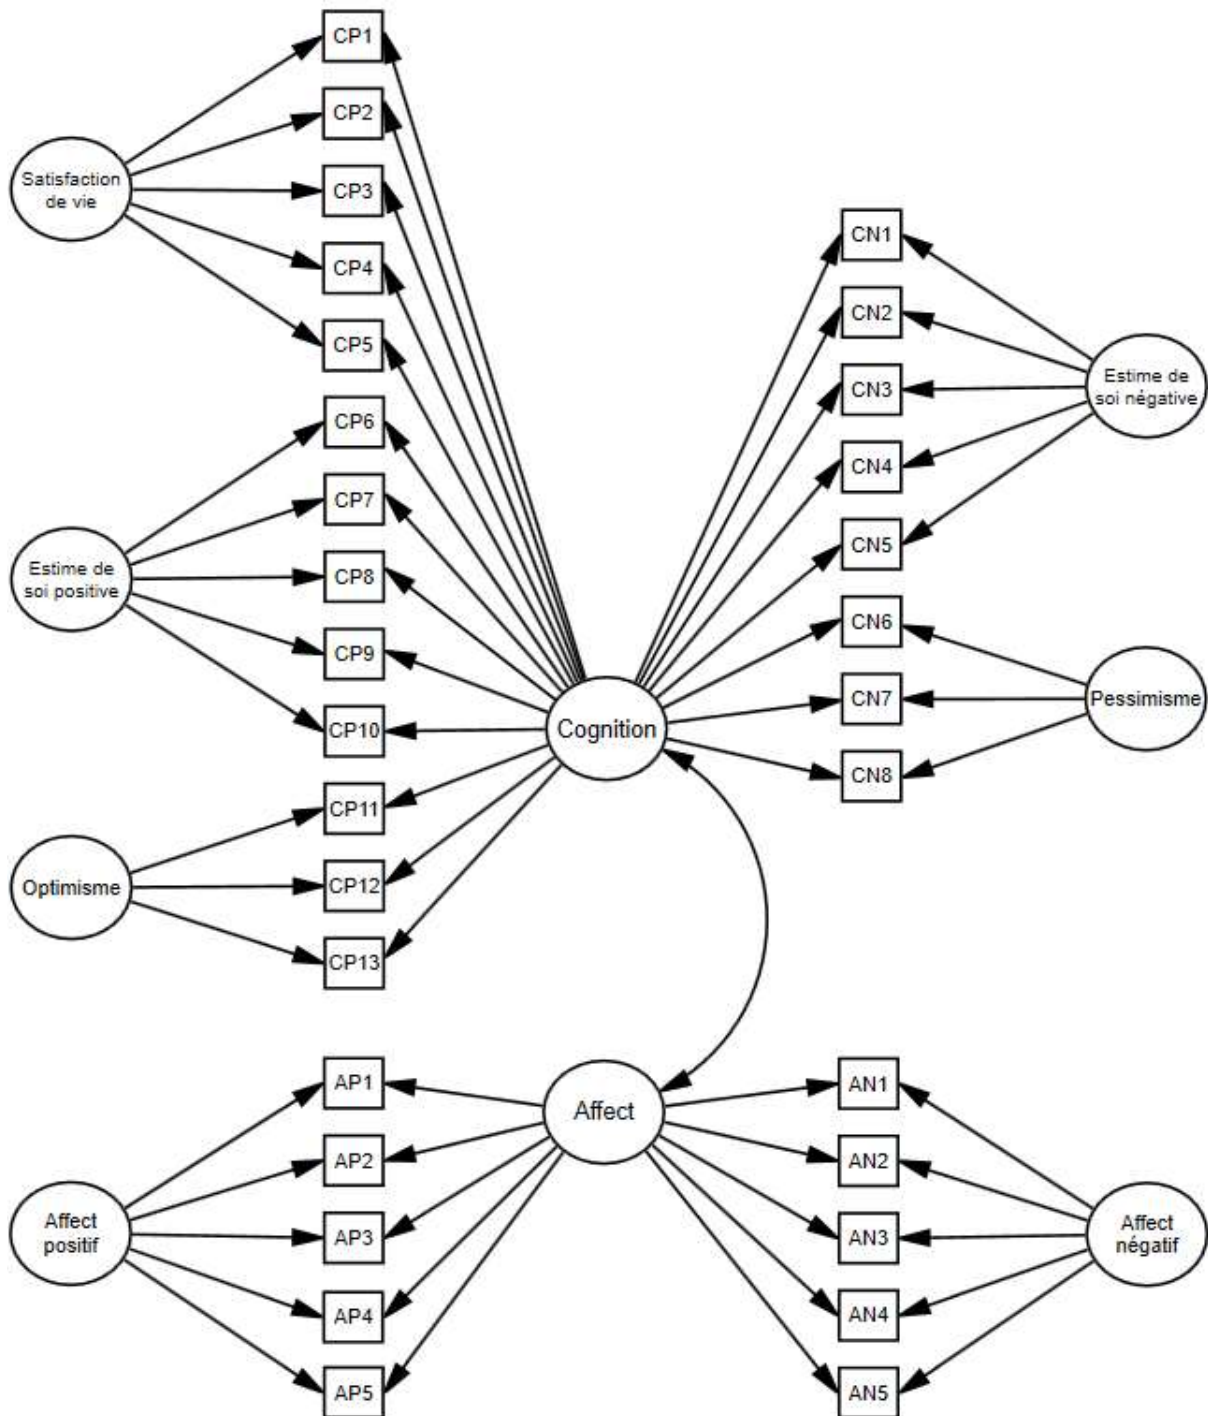 CP1
CP2
Satisfaction
de vie
CP3
CP4
CP5
CP6
CP7
Estime de
soi positive
CP8
CP9
CP10
CP11
Optimisme
CP12
CP13
Cognition
CN1
CN2
CN3
Estime de
soi négative
CN4
CN5
CN6
CN7
Pessimisme
CN8
AP1
AP2
Affect
positif
AP3
AP4
AP5
Affect
AN1
AN2
AN3
Affect
négatif
AN4
AN5